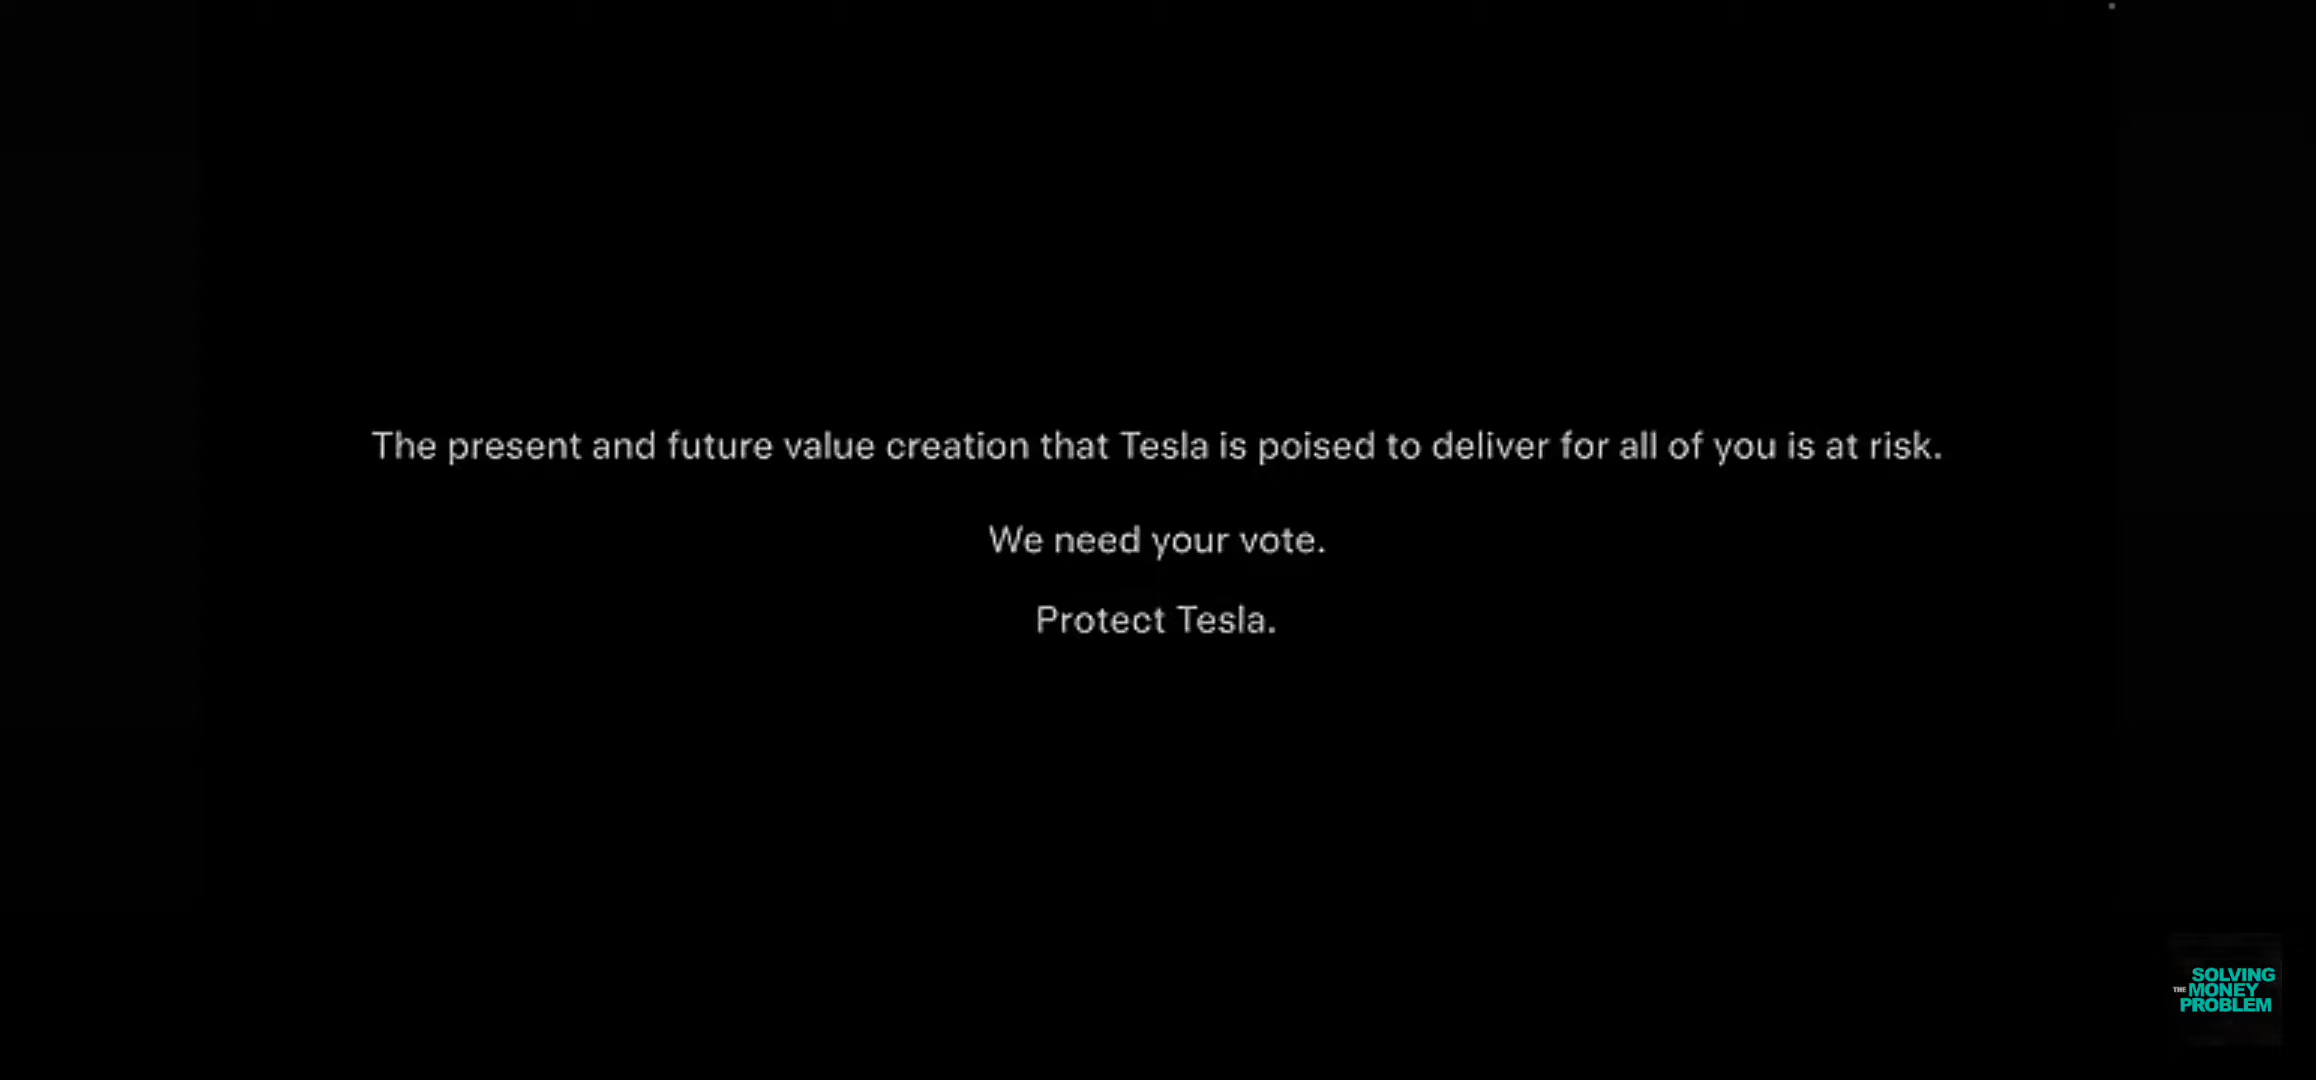 The present and future value creation that Tesla is poised to deliver for all of you is at risk.
We need your vote.
Protect Tesla.
SOLVING
THE MONEY
PROBLEM